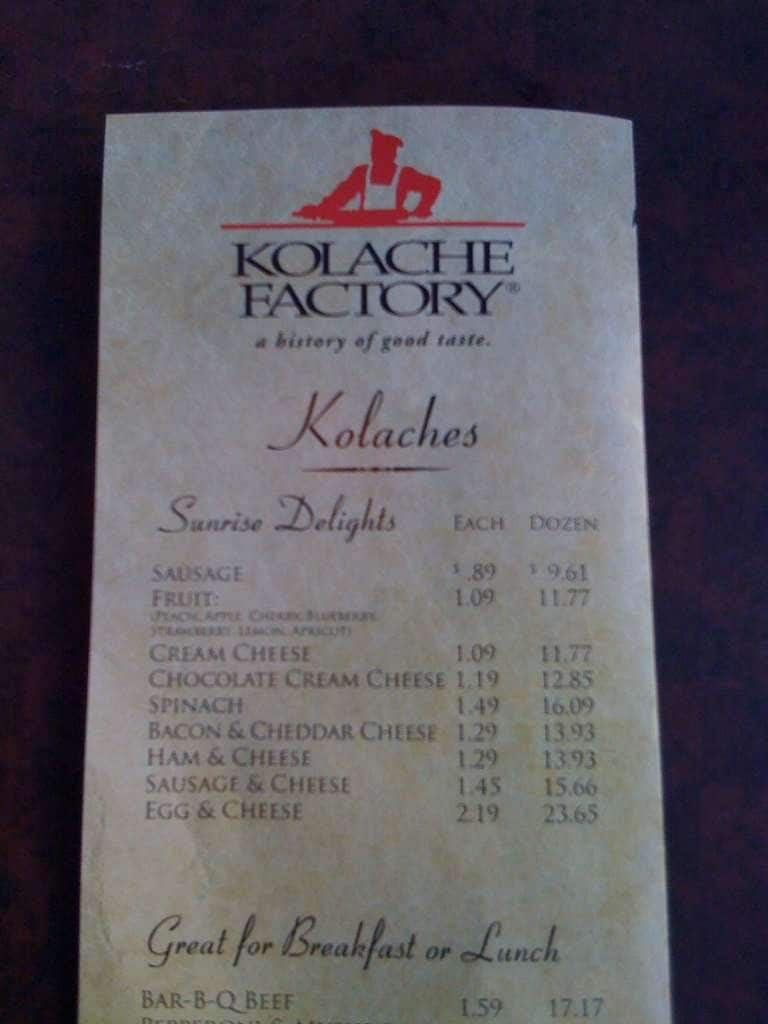 KOLACHE
FACTORY®
a history of good taste.
Kolaches
Sunrise Delights EACH DOZEN
SAUSAGE $ .89 $ 9.61
FRUIT: 1.09 11.77
(PEACH, APPLE, CHERRY, BLUEBERRY,
STRAWBERRY, LEMON, APRICOT)
CREAM CHEESE 1.09 11.77
CHOCOLATE CREAM CHEESE 1.19 12.85
SPINACH 1.49 16.09
BACON & CHEDDAR CHEESE 1.29 13.93
HAM & CHEESE 1.29 13.93
SAUSAGE & CHEESE 1.45 15.66
EGG & CHEESE 2.19 23.65
Great for Breakfast or Lunch
BAR-B-Q BEEF 1.59 17.17